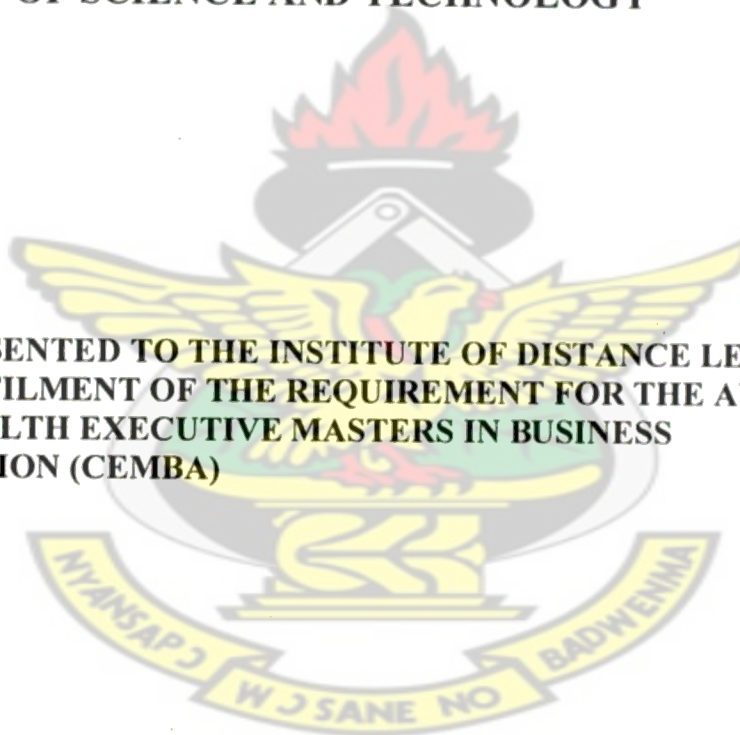 OF SCIENCE AND TECHNOLOGY
SENTED TO THE INSTITUTE OF DISTANCE LE
FILMENT OF THE REQUIREMENT FOR THE A
LTH EXECUTIVE MASTERS IN BUSINESS
ION (CEMBA)
NYANSAPƆ WƆSANE NO BADWENMA